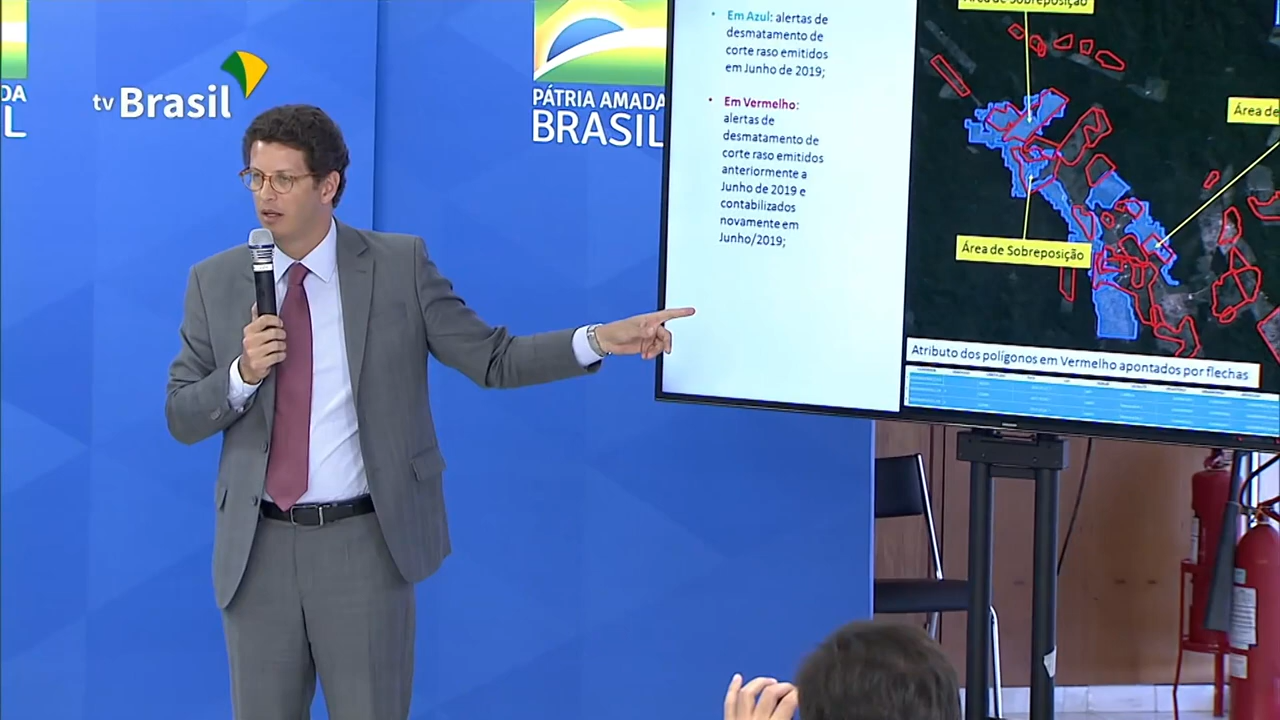 tv Brasil
DA
L
PÁTRIA AMADA
BRASIL
• Em Azul: alertas de
desmatamento de
corte raso emitidos
em Junho de 2019;
• Em Vermelho:
alertas de
desmatamento de
corte raso emitidos
anteriormente a
Junho de 2019 e
contabilizados
novamente em
Junho/2019;
Área de Sobreposição
Área de
Área de Sobreposição
Atributo dos polígonos em Vermelho apontados por flechas